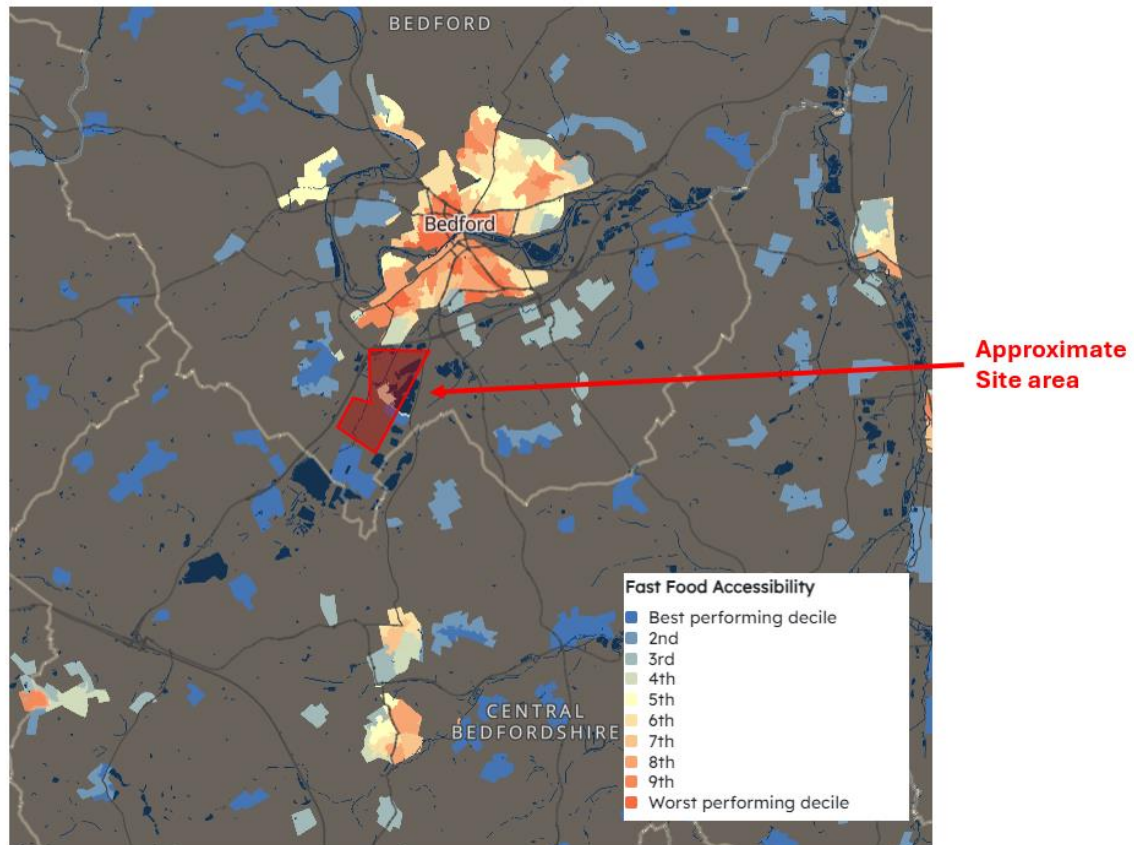 BEDFORD
Bedford
Approximate
Site area
Fast Food Accessibility
Best performing decile
2nd
3rd
4th
5th
6th
7th
8th
9th
Worst performing decile
CENTRAL
BEDFORDSHIRE